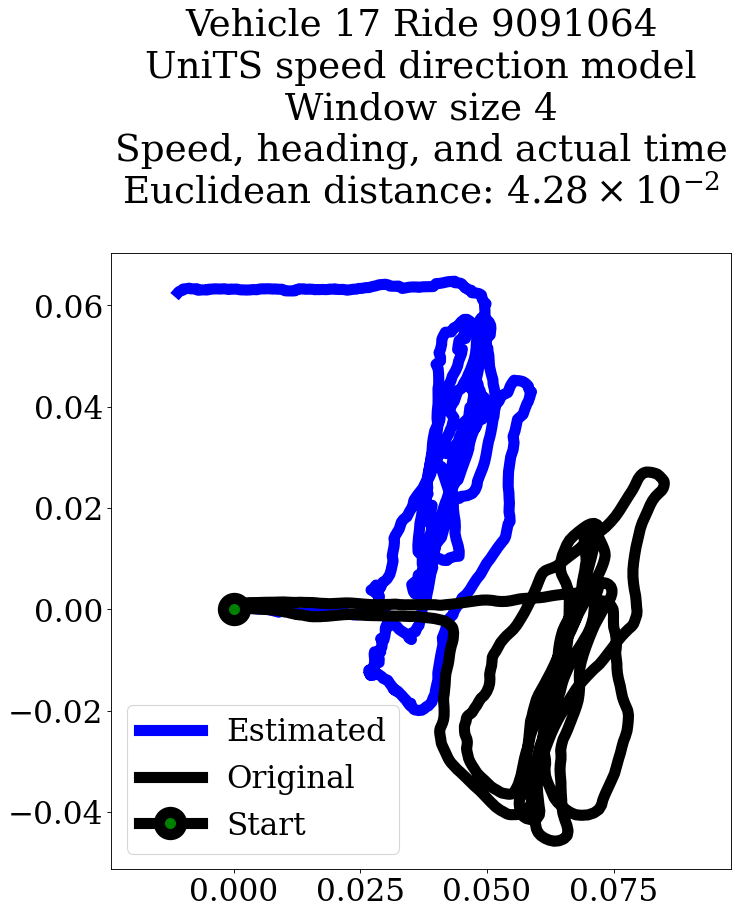 Vehicle 17 Ride 9091064
UniTS speed direction model
Window size 4
Speed, heading, and actual time
Euclidean distance: 4.28 × 10⁻²
0.06
0.04
0.02
0.00
−0.02
−0.04
Estimated
Original
Start
0.000 0.025 0.050 0.075